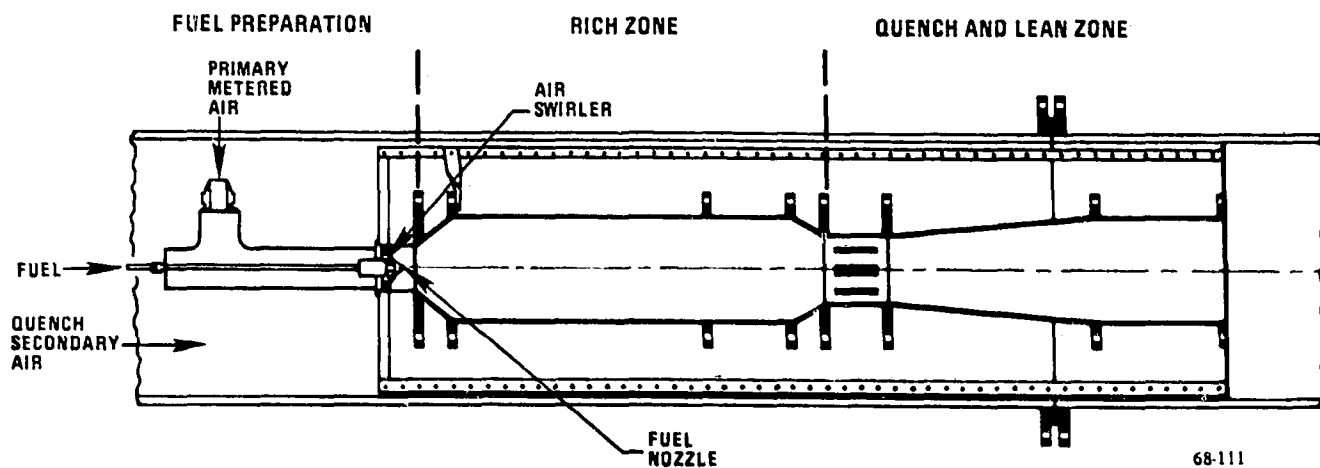 FUEL PREPARATION
RICH ZONE
QUENCH AND LEAN ZONE
PRIMARY
METERED
AIR
AIR
SWIRLER
FUEL
QUENCH
SECONDARY
AIR
FUEL
NOZZLE
68-111